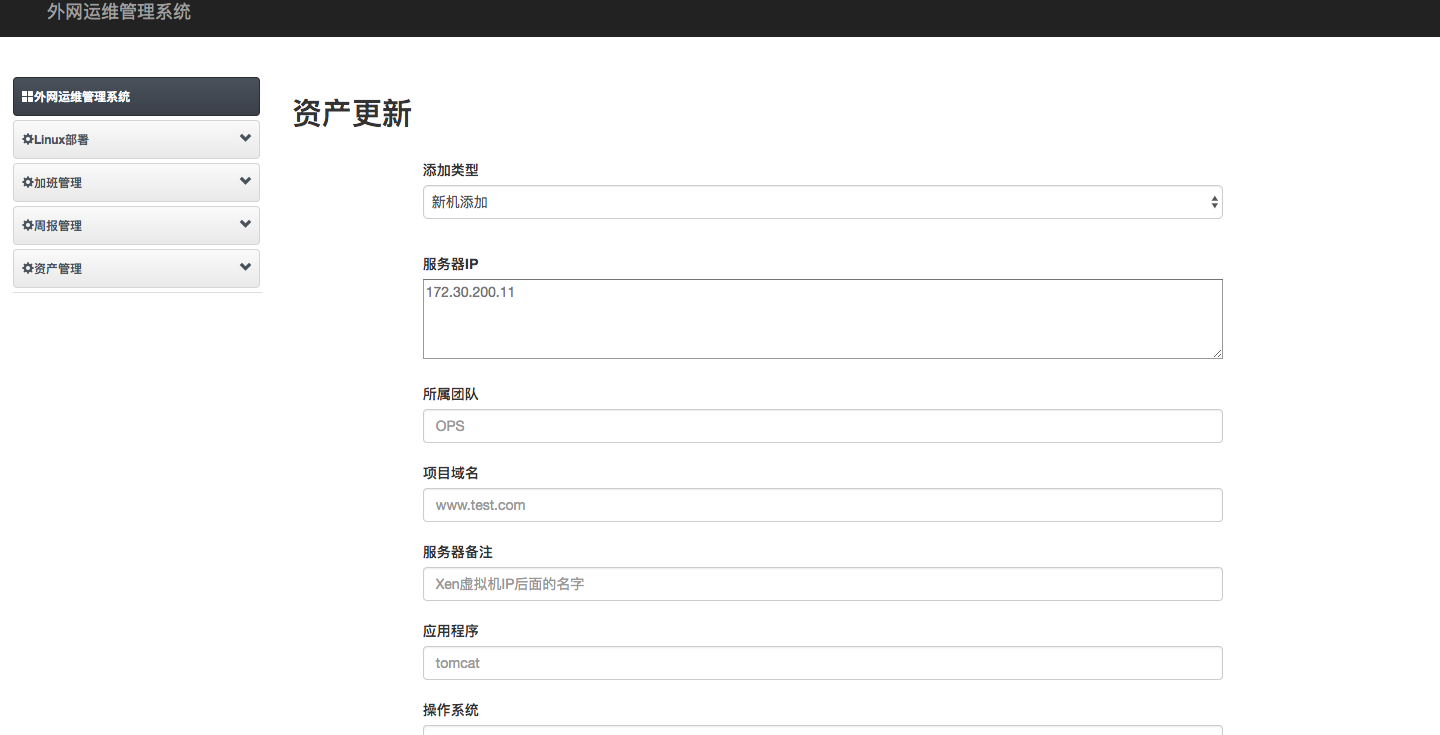 外网运维管理系统
外网运维管理系统
Linux部署
加班管理
周报管理
资产管理
资产更新
添加类型
新机添加
服务器IP
172.30.200.11
所属团队
OPS
项目域名
www.test.com
服务器备注
Xen虚拟机IP后面的名字
应用程序
tomcat
操作系统